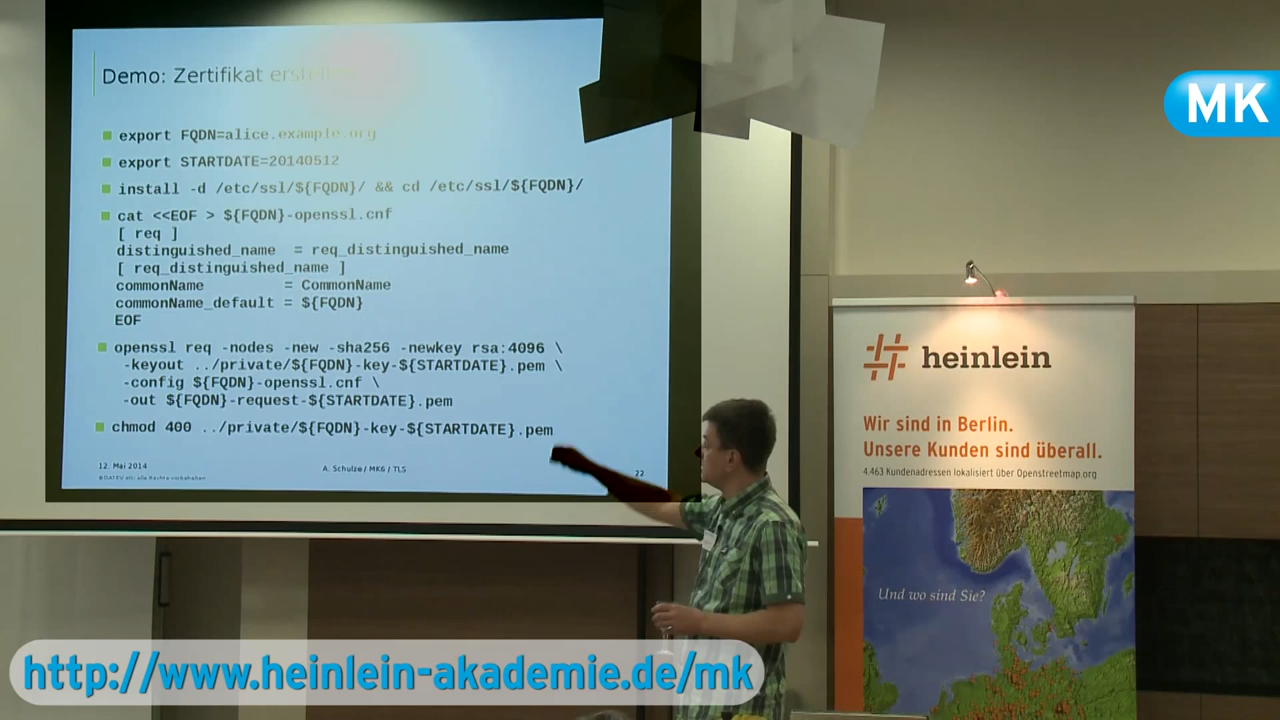 Demo: Zertifikat erstellen
export FQDN=alice.example.org
export STARTDATE=20140512
install -d /etc/ssl/${FQDN}/ && cd /etc/ssl/${FQDN}/
cat <<EOF > ${FQDN}-openssl.cnf
[ req ]
distinguished_name = req_distinguished_name
[ req_distinguished_name ]
commonName = CommonName
commonName_default = ${FQDN}
EOF
openssl req -nodes -new -sha256 -newkey rsa:4096 \
-keyout ../private/${FQDN}-key-${STARTDATE}.pem \
-config ${FQDN}-openssl.cnf \
-out ${FQDN}-request-${STARTDATE}.pem
chmod 400 ../private/${FQDN}-key-${STARTDATE}.pem
12. Mai 2014
A. Schulze / MK6 / TLS
22
©DATEV eG; alle Rechte vorbehalten
MK
heinlein
Wir sind in Berlin.
Unsere Kunden sind überall.
4.463 Kundenadressen lokalisiert über Openstreetmap.org
Und wo sind Sie?
http://www.heinlein-akademie.de/mk